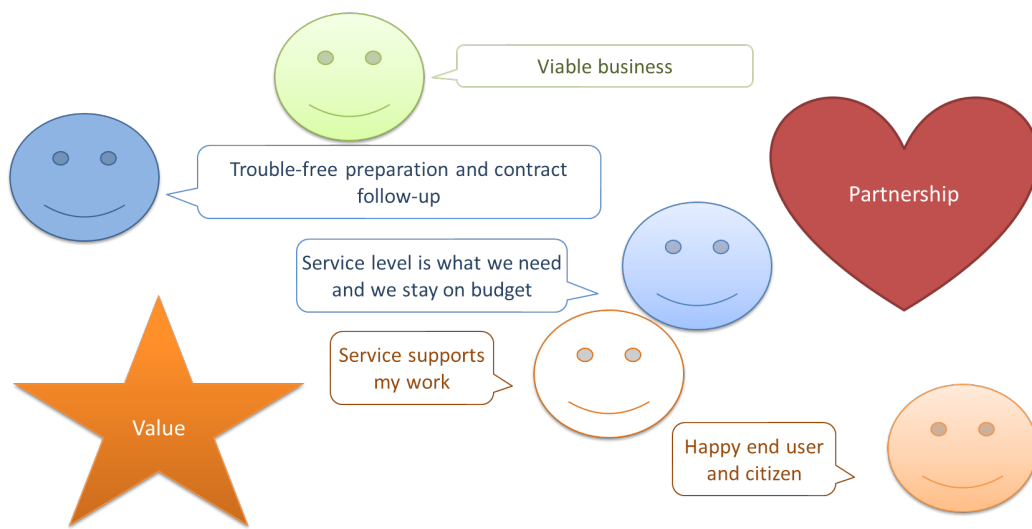 Viable business
Trouble-free preparation and contract
follow-up
Partnership
Service level is what we need
and we stay on budget
Service supports
my work
Value
Happy end user
and citizen